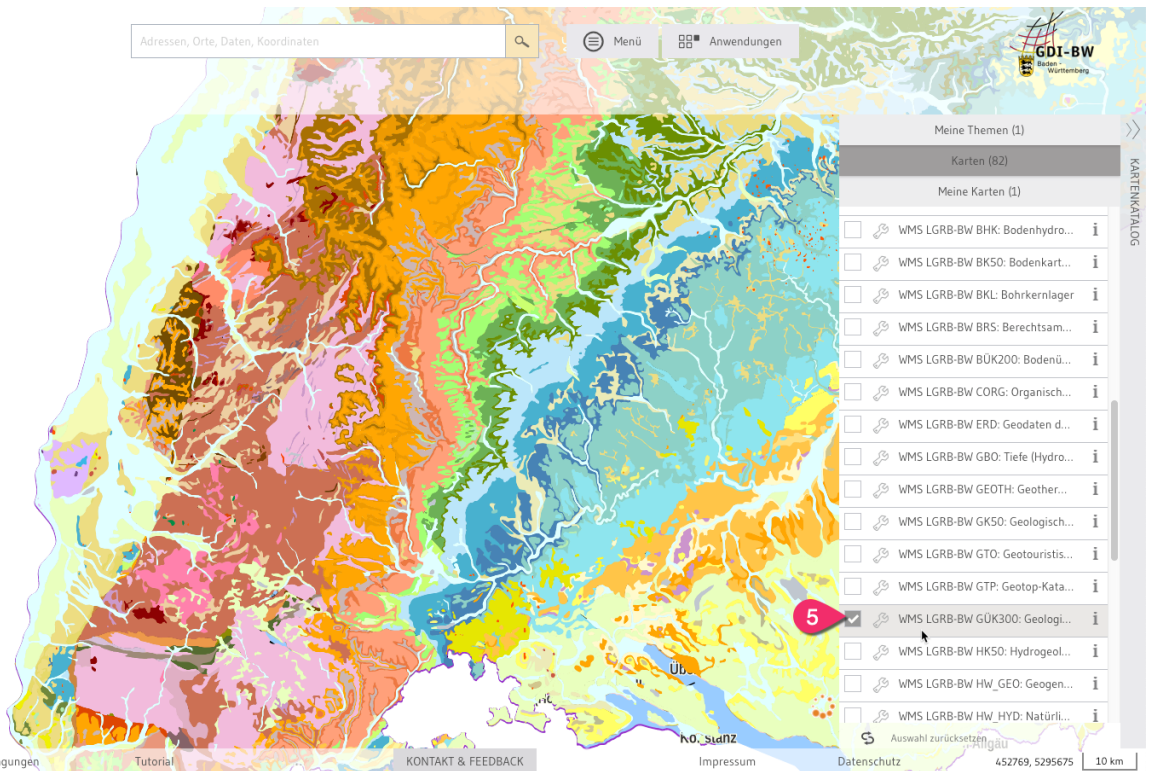 Adressen, Orte, Daten, Koordinaten
Menü
Anwendungen
GDI-BW
Baden -
Württemberg
Meine Themen (1)
Karten (82)
Meine Karten (1)
KARTENKATALOG
WMS LGRB-BW BHK: Bodenhydro...
WMS LGRB-BW BK50: Bodenkart...
WMS LGRB-BW BKL: Bohrkernlager
WMS LGRB-BW BRS: Berechtsam...
WMS LGRB-BW BÜK200: Bodenü...
WMS LGRB-BW CORG: Organisch...
WMS LGRB-BW ERD: Geodaten d...
WMS LGRB-BW GBO: Tiefe (Hydro...
WMS LGRB-BW GEOTH: Geother...
WMS LGRB-BW GK50: Geologisch...
WMS LGRB-BW GTO: Geotouristis...
WMS LGRB-BW GTP: Geotop-Kata...
5
WMS LGRB-BW GÜK300: Geologi...
WMS LGRB-BW HK50: Hydrogeol...
WMS LGRB-BW HW_GEO: Geogen...
WMS LGRB-BW HW_HYD: Natürli...
Auswahl zurücksetzen
Allgäu
ngungen
Tutorial
KONTAKT & FEEDBACK
Impressum
Datenschutz
452769, 5295675
10 km